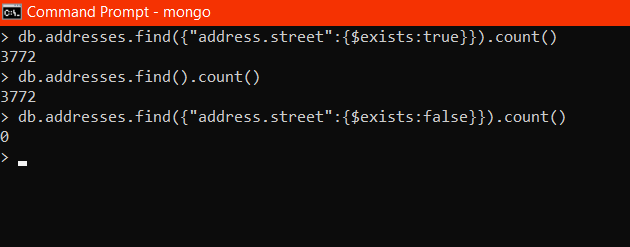 Command Prompt - mongo
> db.addresses.find({"address.street":{$exists:true}}).count()
3772
> db.addresses.find().count()
3772
> db.addresses.find({"address.street":{$exists:false}}).count()
0
>